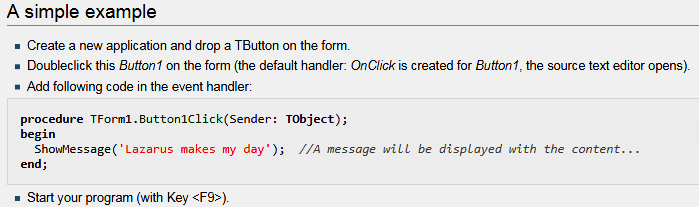 A simple example
Create a new application and drop a TButton on the form.
Doubleclick this Button1 on the form (the default handler: OnClick is created for Button1, the source text editor opens).
Add following code in the event handler:
procedure TForm1.Button1Click(Sender: TObject);
begin
  ShowMessage('Lazarus makes my day');  //A message will be displayed with the content...
end;
Start your program (with Key <F9>).